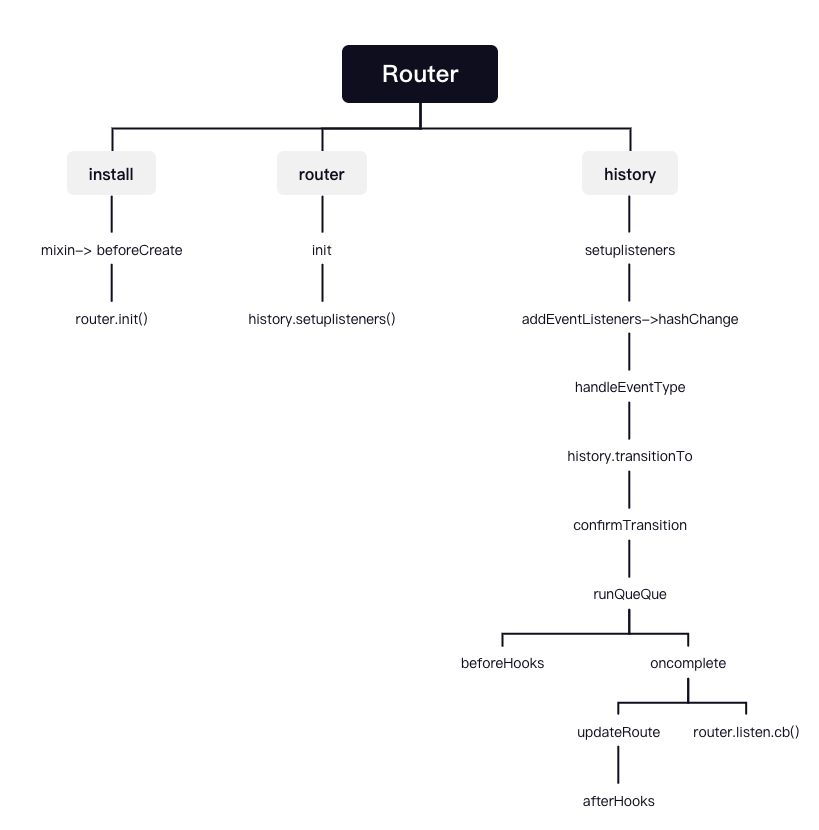 Router
install
router
history
mixin–> beforeCreate
init
setuplisteners
router.init()
history.setuplisteners()
addEventListeners–>hashChange
handleEventType
history.transitionTo
confirmTransition
runQueQue
beforeHooks
oncomplete
updateRoute
router.listen.cb()
afterHooks